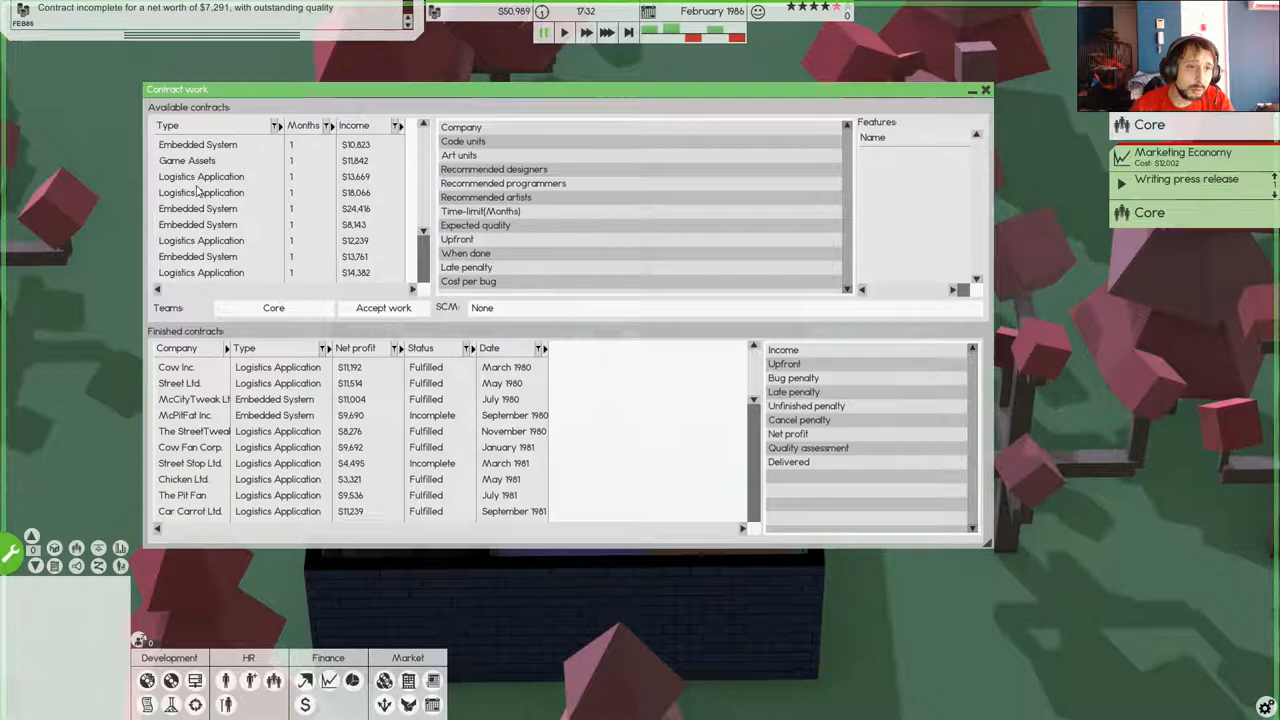 Contract incomplete for a net worth of $7,291, with outstanding quality
FEB86
$50,989
17:32
February 1986
0
Contract work
Available contracts:
Type Months Income
Embedded System 1 $10,823
Game Assets 1 $11,842
Logistics Application 1 $13,669
Logistics Application 1 $18,066
Embedded System 1 $24,416
Embedded System 1 $8,143
Logistics Application 1 $12,239
Embedded System 1 $13,761
Logistics Application 1 $14,382
Company
Code units
Art units
Recommended designers
Recommended programmers
Recommended artists
Time-limit(Months)
Expected quality
Upfront
When done
Late penalty
Cost per bug
Features:
Name
Teams: Core Accept work SCM: None
Finished contracts:
Company Type Net profit Status Date
Cow Inc. Logistics Application $11,192 Fulfilled March 1980
Street Ltd. Logistics Application $11,514 Fulfilled May 1980
McCityTweak Lt Embedded System $11,004 Fulfilled July 1980
McPitFat Inc. Embedded System $9,690 Incomplete September 1980
The StreetTweal Logistics Application $8,276 Fulfilled November 1980
Cow Fan Corp. Logistics Application $9,692 Fulfilled January 1981
Street Stop Ltd. Logistics Application $4,495 Incomplete March 1981
Chicken Ltd. Logistics Application $3,321 Fulfilled May 1981
The Pit Fan Logistics Application $9,536 Fulfilled July 1981
Car Carrot Ltd. Logistics Application $11,239 Fulfilled September 1981
Income
Upfront
Bug penalty
Late penalty
Unfinished penalty
Cancel penalty
Net profit
Quality assessment
Delivered
Core
Marketing Economy
Cost: $12,002
Writing press release
1
Core
0
0
Development HR Finance Market